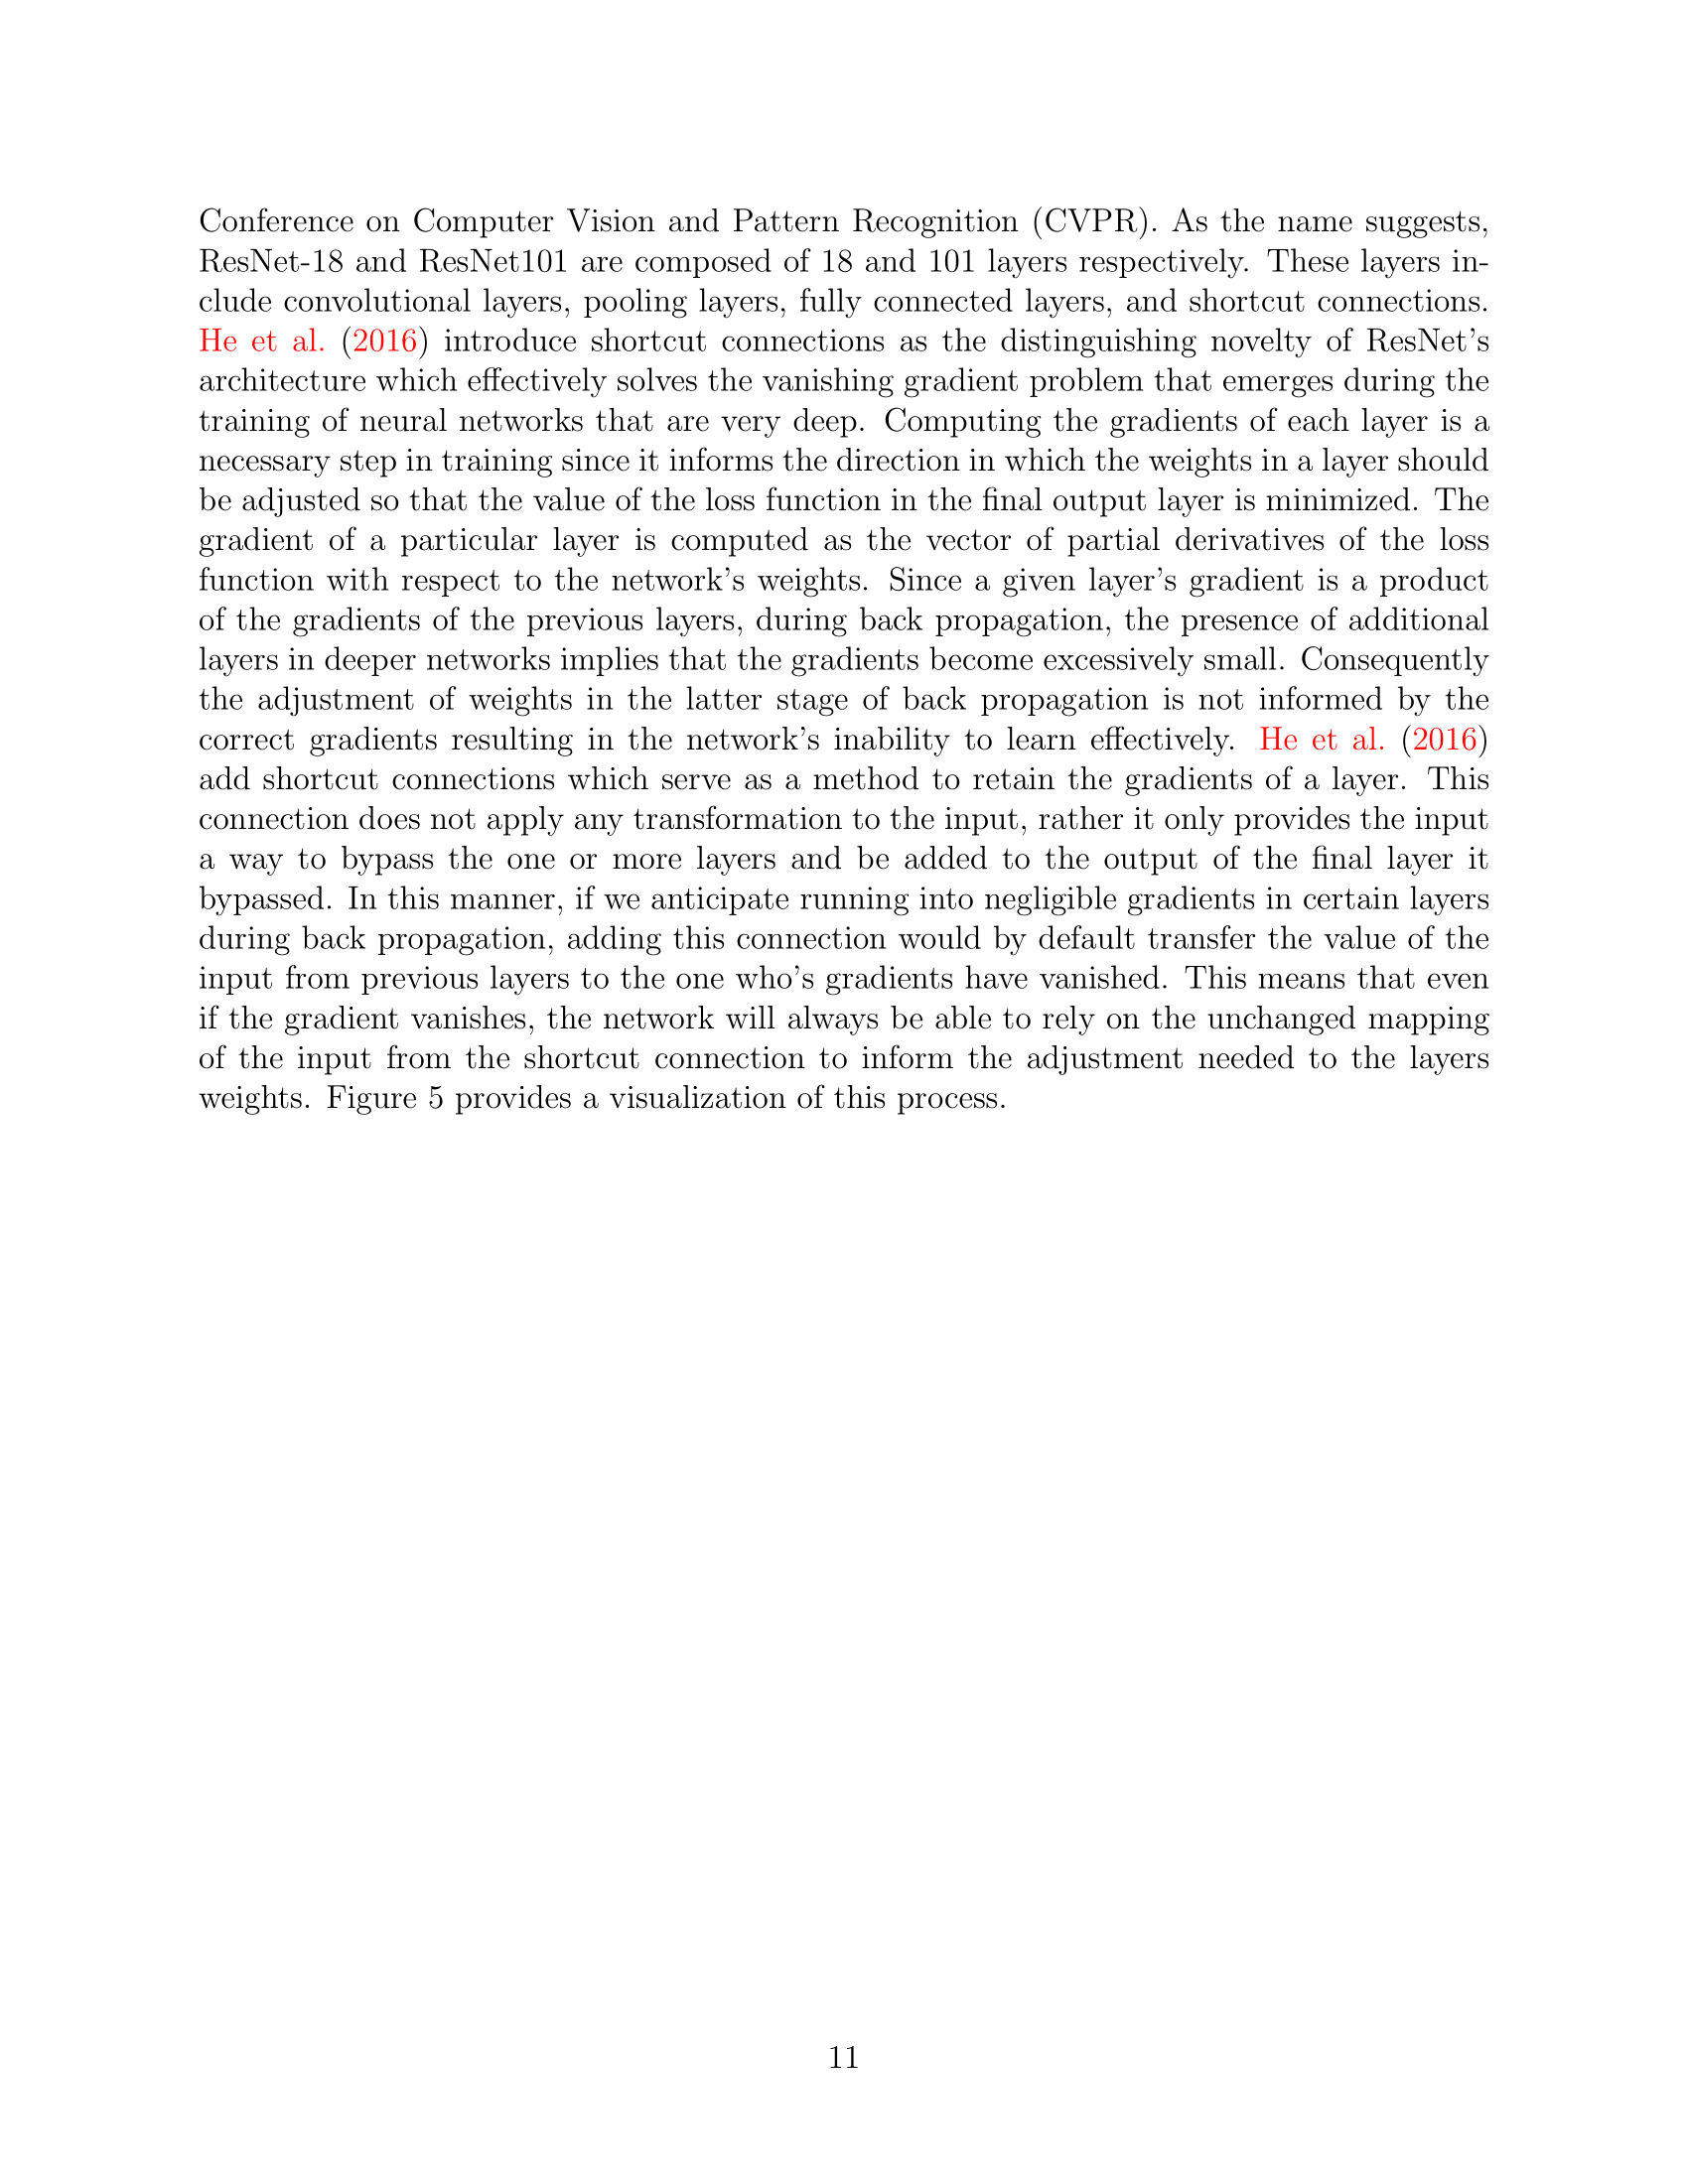 Conference on Computer Vision and Pattern Recognition (CVPR). As the name suggests,
ResNet-18 and ResNet101 are composed of 18 and 101 layers respectively. These layers in-
clude convolutional layers, pooling layers, fully connected layers, and shortcut connections.
He et al. (2016) introduce shortcut connections as the distinguishing novelty of ResNet's
architecture which effectively solves the vanishing gradient problem that emerges during the
training of neural networks that are very deep. Computing the gradients of each layer is a
necessary step in training since it informs the direction in which the weights in a layer should
be adjusted so that the value of the loss function in the final output layer is minimized. The
gradient of a particular layer is computed as the vector of partial derivatives of the loss
function with respect to the network's weights. Since a given layer's gradient is a product
of the gradients of the previous layers, during back propagation, the presence of additional
layers in deeper networks implies that the gradients become excessively small. Consequently
the adjustment of weights in the latter stage of back propagation is not informed by the
correct gradients resulting in the network's inability to learn effectively. He et al. (2016)
add shortcut connections which serve as a method to retain the gradients of a layer. This
connection does not apply any transformation to the input, rather it only provides the input
a way to bypass the one or more layers and be added to the output of the final layer it
bypassed. In this manner, if we anticipate running into negligible gradients in certain layers
during back propagation, adding this connection would by default transfer the value of the
input from previous layers to the one who's gradients have vanished. This means that even
if the gradient vanishes, the network will always be able to rely on the unchanged mapping
of the input from the shortcut connection to inform the adjustment needed to the layers
weights. Figure 5 provides a visualization of this process.
11